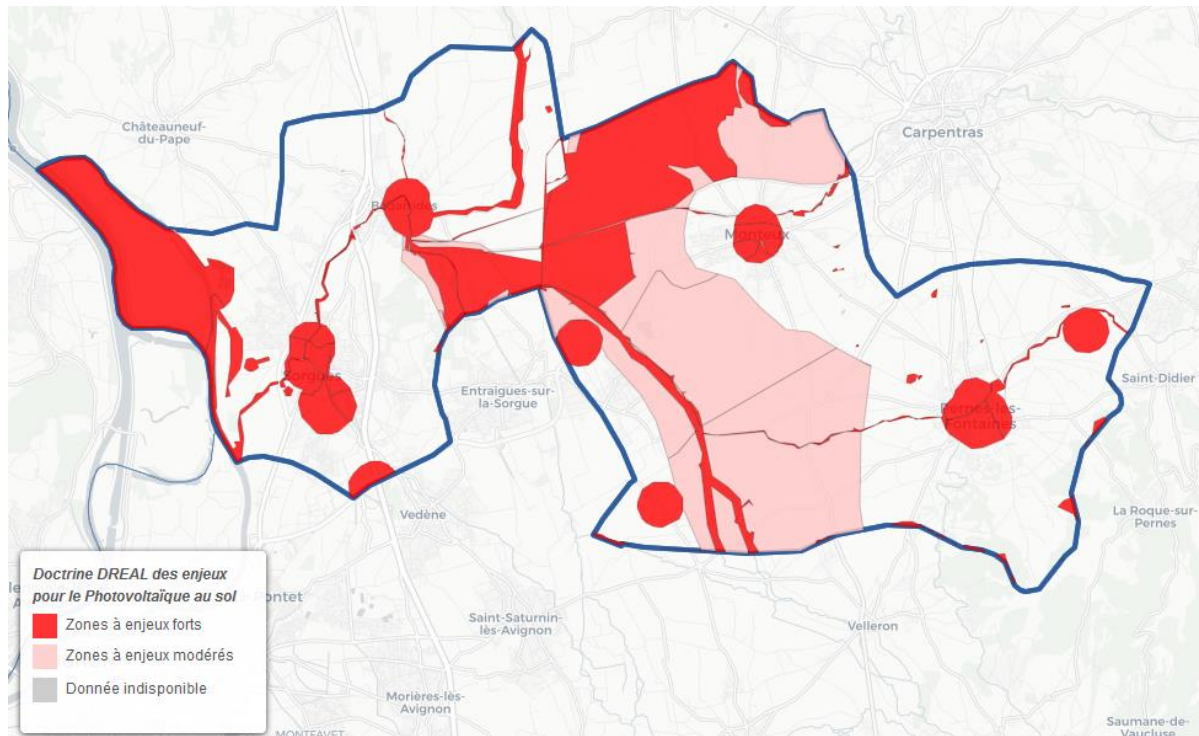 Châteauneuf-
du-Pape
Carpentras
Bédarrides
Monteux
Sorgues
Entraigues-sur-
la-Sorgue
Saint-Didier
Pernes-les-
Fontaines
Vedène
La Roque-sur-
Pernes
Doctrine DREAL des enjeux
pour le Photovoltaïque au sol
Zones à enjeux forts
Zones à enjeux modérés
Donnée indisponible
Pontet
Saint-Saturnin-
lès-Avignon
Velleron
Morières-lès-
Avignon
MONTFAVET
Saumane-de-
Vaucluse